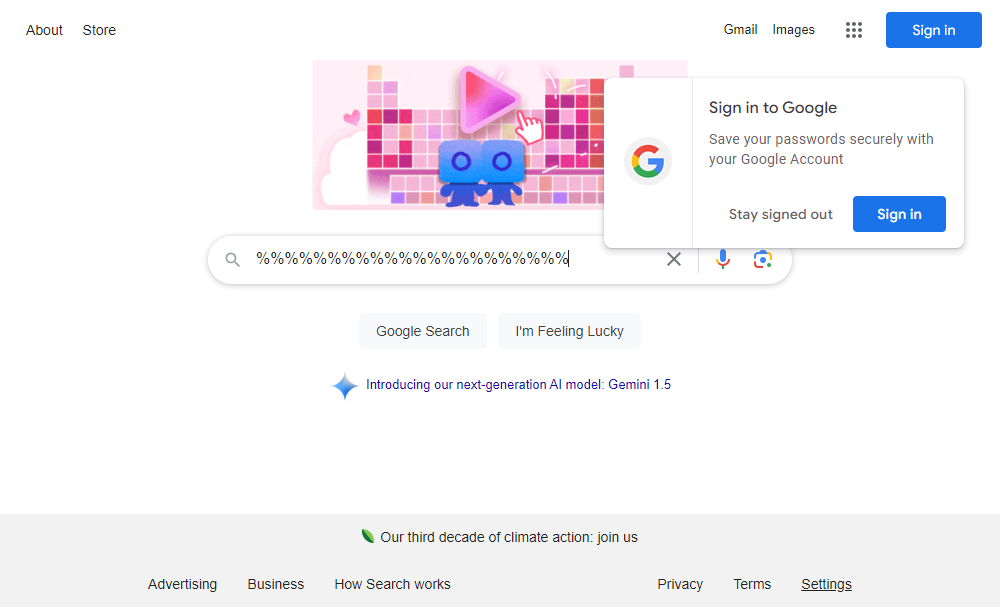 About Store Gmail Images Sign in
Sign in to Google
Save your passwords securely with
your Google Account
Stay signed out Sign in
%%%%%%%%%%%%%%%%%%%%%%
Google Search I'm Feeling Lucky
Introducing our next-generation AI model: Gemini 1.5
Our third decade of climate action: join us
Advertising Business How Search works Privacy Terms Settings